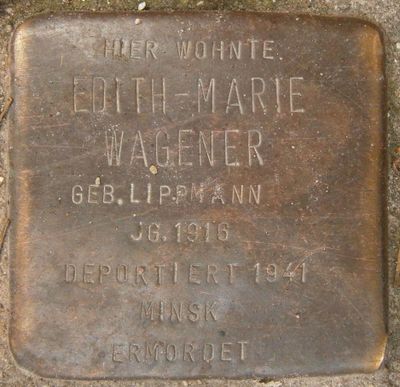 HIER WOHNTE
EDITH-MARIE
WAGENER
GEB. LIPPMANN
JG. 1916
DEPORTIERT 1941
MINSK
ERMORDET